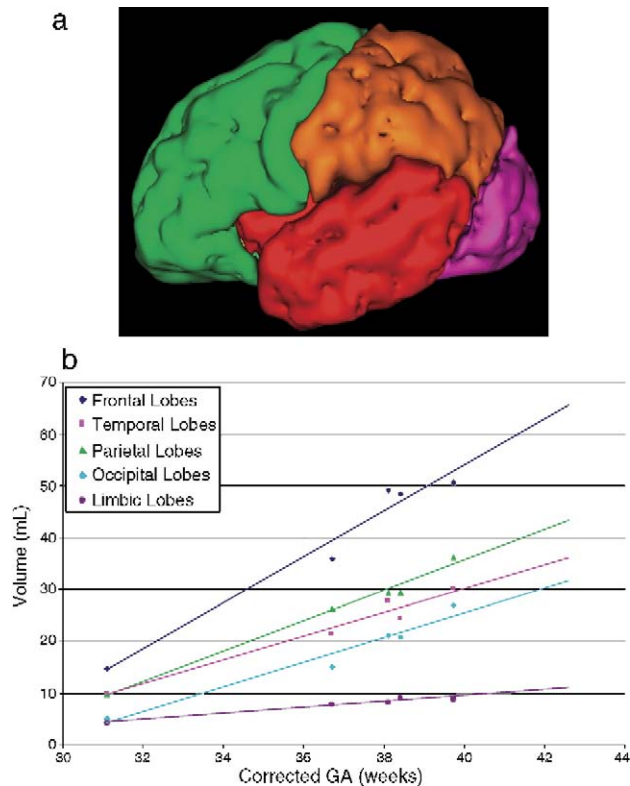 a
b
70
60
50
40
30
20
10
0
Volume (mL)
Frontal Lobes
Temporal Lobes
Parietal Lobes
Occipital Lobes
Limbic Lobes
30 32 34 36 38 40 42 44
Corrected GA (weeks)